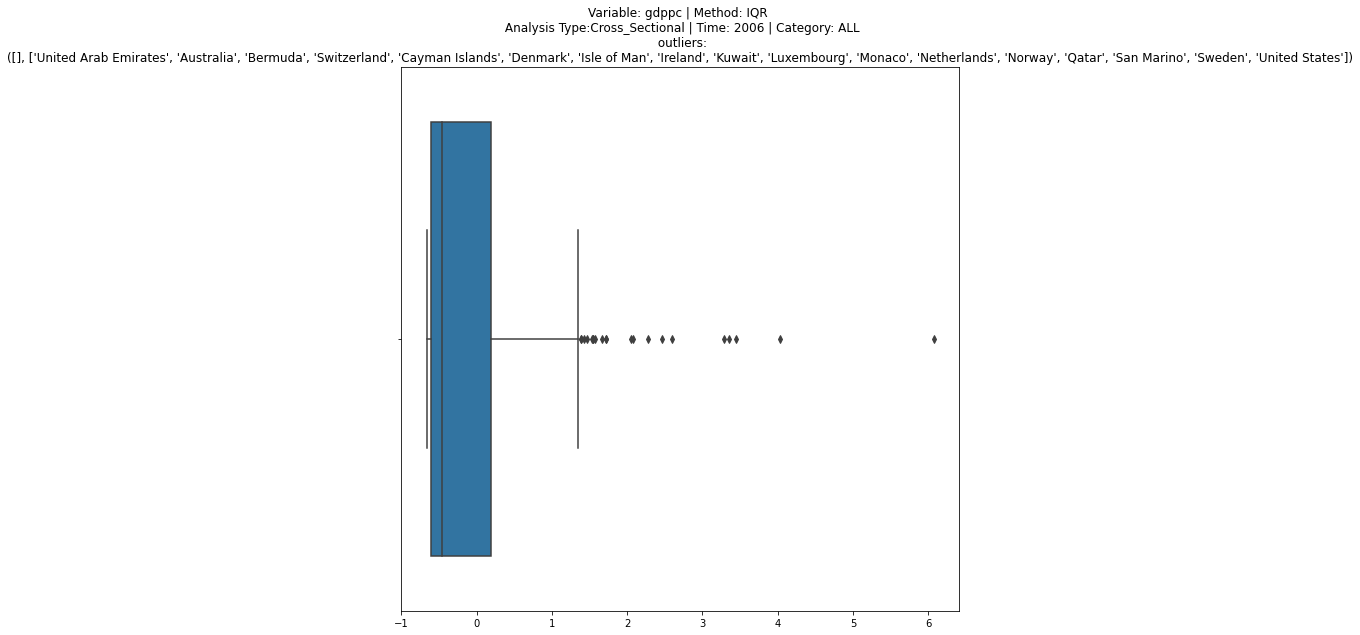 Variable: gdppc | Method: IQR
Analysis Type:Cross_Sectional | Time: 2006 | Category: ALL
outliers:
([], ['United Arab Emirates', 'Australia', 'Bermuda', 'Switzerland', 'Cayman Islands', 'Denmark', 'Isle of Man', 'Ireland', 'Kuwait', 'Luxembourg', 'Monaco', 'Netherlands', 'Norway', 'Qatar', 'San Marino', 'Sweden', 'United States'])
−1 0 1 2 3 4 5 6